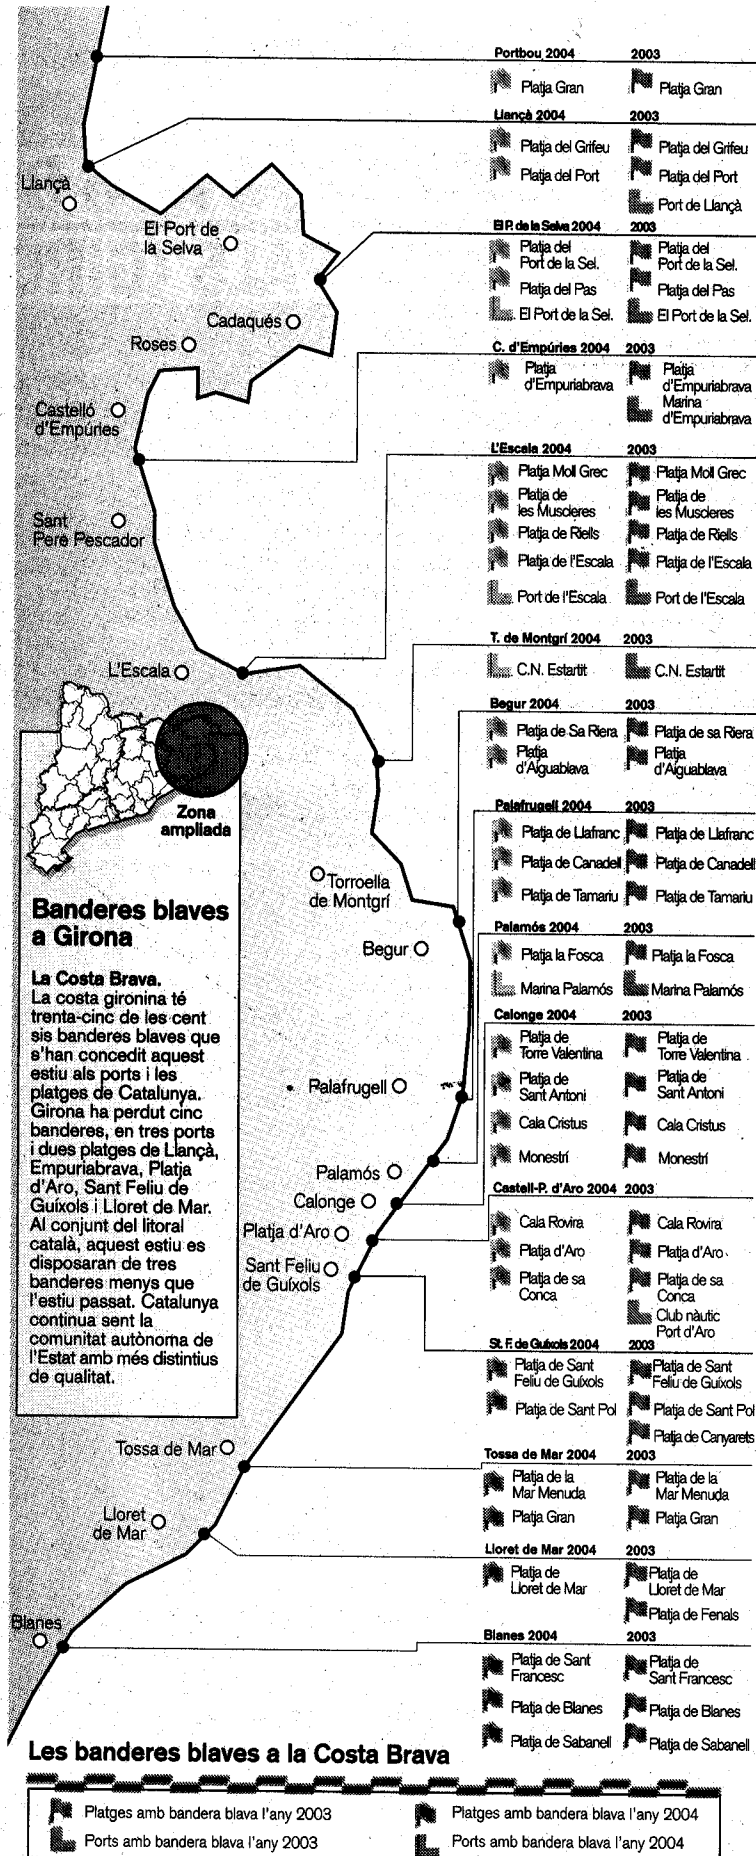 Portbou 2004 2003
Platja Gran Platja Gran
Llançà 2004 2003
Platja del Grifeu Platja del Grifeu
Platja del Port Platja del Port
Port de Llançà
El P. de la Selva 2004 2003
Platja del Platja del
Port de la Sel. Port de la Sel.
Platja del Pas Platja del Pas
El Port de la Sel. El Port de la Sel.
C. d'Empúries 2004 2003
Platja Platja
d'Empuriabrava d'Empuriabrava
Marina
d'Empuriabrava
L'Escala 2004 2003
Platja Moll Grec Platja Moll Grec
Platja de Platja de
les Muscleres les Muscleres
Platja de Riells Platja de Riells
Platja de l'Escala Platja de l'Escala
Port de l'Escala Port de l'Escala
T. de Montgrí 2004 2003
C.N. Estartit C.N. Estartit
Begur 2004 2003
Platja de Sa Riera Platja de sa Riera
Platja Platja
d'Aiguablava d'Aiguablava
Palafrugell 2004 2003
Platja de Llafranc Platja de Llafranc
Platja de Canadell Platja de Canadell
Platja de Tamariu Platja de Tamariu
Palamós 2004 2003
Platja la Fosca Platja la Fosca
Marina Palamós Marina Palamós
Calonge 2004 2003
Platja de Platja de
Torre Valentina Torre Valentina
Platja de Platja de
Sant Antoni Sant Antoni
Cala Cristus Cala Cristus
Monestrí Monestrí
Castell-P. d'Aro 2004 2003
Cala Rovira Cala Rovira
Platja d'Aro Platja d'Aro
Platja de sa Platja de sa
Conca Conca
Club nàutic
Port d'Aro
St. F. de Guíxols 2004 2003
Platja de Sant Platja de Sant
Feliu de Guíxols Feliu de Guíxols
Platja de Sant Pol Platja de Sant Pol
Platja de Canyarets
Tossa de Mar 2004 2003
Platja de la Platja de la
Mar Menuda Mar Menuda
Platja Gran Platja Gran
Lloret de Mar 2004 2003
Platja de Platja de
Lloret de Mar Lloret de Mar
Platja de Fenals
Blanes 2004 2003
Platja de Sant Platja de
Francesc Sant Francesc
Platja de Blanes Platja de Blanes
Platja de Sabanell Platja de Sabanell
Llançà
El Port de
la Selva
Cadaqués
Roses
Castelló
d'Empúries
Sant
Pere Pescador
L'Escala
Zona
ampliada
Torroella
de Montgrí
Begur
Palafrugell
Palamós
Calonge
Platja d'Aro
Sant Feliu
de Guíxols
Tossa de Mar
Lloret
de Mar
Blanes
Banderes blaves
a Girona
La Costa Brava.
La costa gironina té
trenta-cinc de les cent
sis banderes blaves que
s'han concedit aquest
estiu als ports i les
platges de Catalunya.
Girona ha perdut cinc
banderes, en tres ports
i dues platges de Llançà,
Empuriabrava, Platja
d'Aro, Sant Feliu de
Guíxols i Lloret de Mar.
Al conjunt del litoral
català, aquest estiu es
disposaran de tres
banderes menys que
l'estiu passat. Catalunya
continua sent la
comunitat autònoma de
l'Estat amb més distintius
de qualitat.
Les banderes blaves a la Costa Brava
Platges amb bandera blava l'any 2003 Platges amb bandera blava l'any 2004
Ports amb bandera blava l'any 2003 Ports amb bandera blava l'any 2004